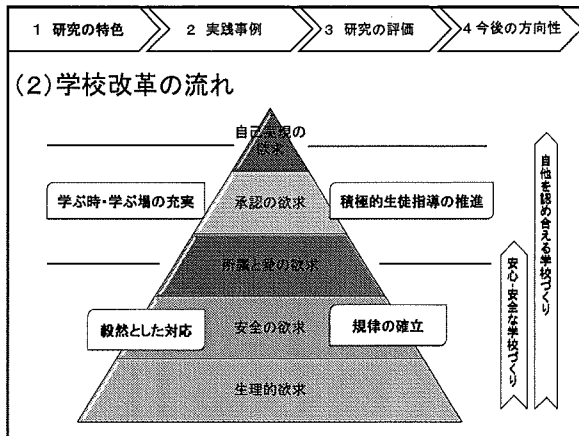 1 研究の特色
2 実践事例
3 研究の評価
4 今後の方向性
(2)学校改革の流れ
自己実現の
欲求
学ぶ時・学ぶ場の充実
承認の欲求
積極的生徒指導の推進
所属と愛の欲求
毅然とした対応
安全の欲求
規律の確立
生理的欲求
安心・安全な学校づくり
自他を認め合える学校づくり